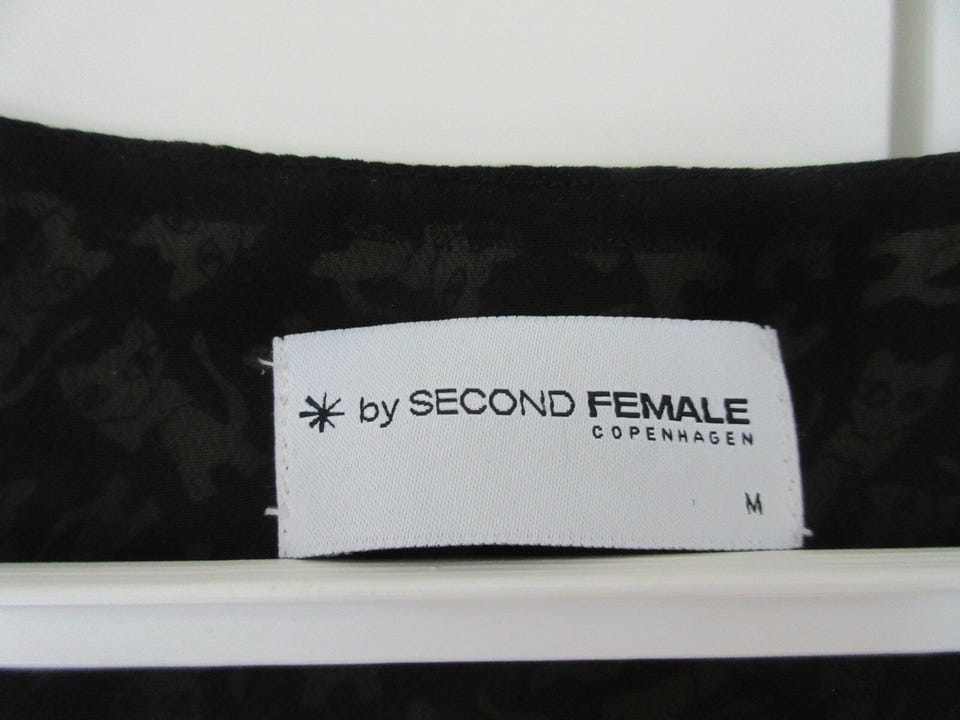 * by SECOND FEMALE
COPENHAGEN
M